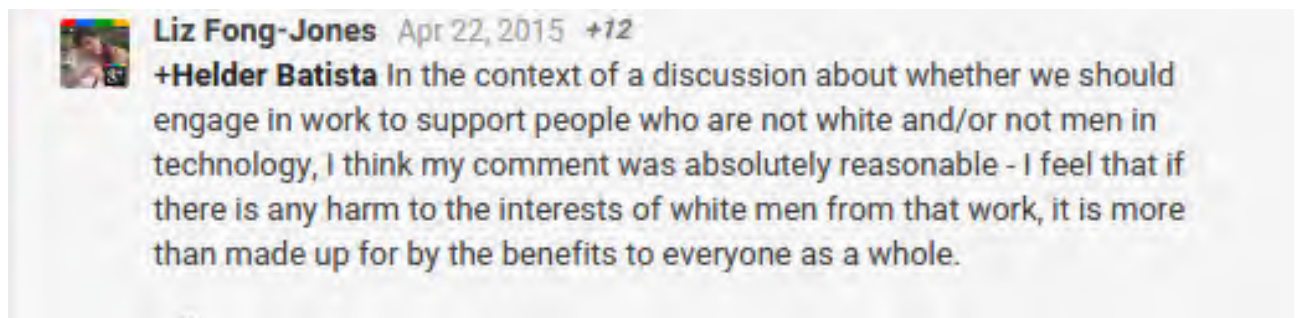 Liz Fong-Jones Apr 22, 2015 +12
+Helder Batista In the context of a discussion about whether we should
engage in work to support people who are not white and/or not men in
technology, I think my comment was absolutely reasonable - I feel that if
there is any harm to the interests of white men from that work, it is more
than made up for by the benefits to everyone as a whole.